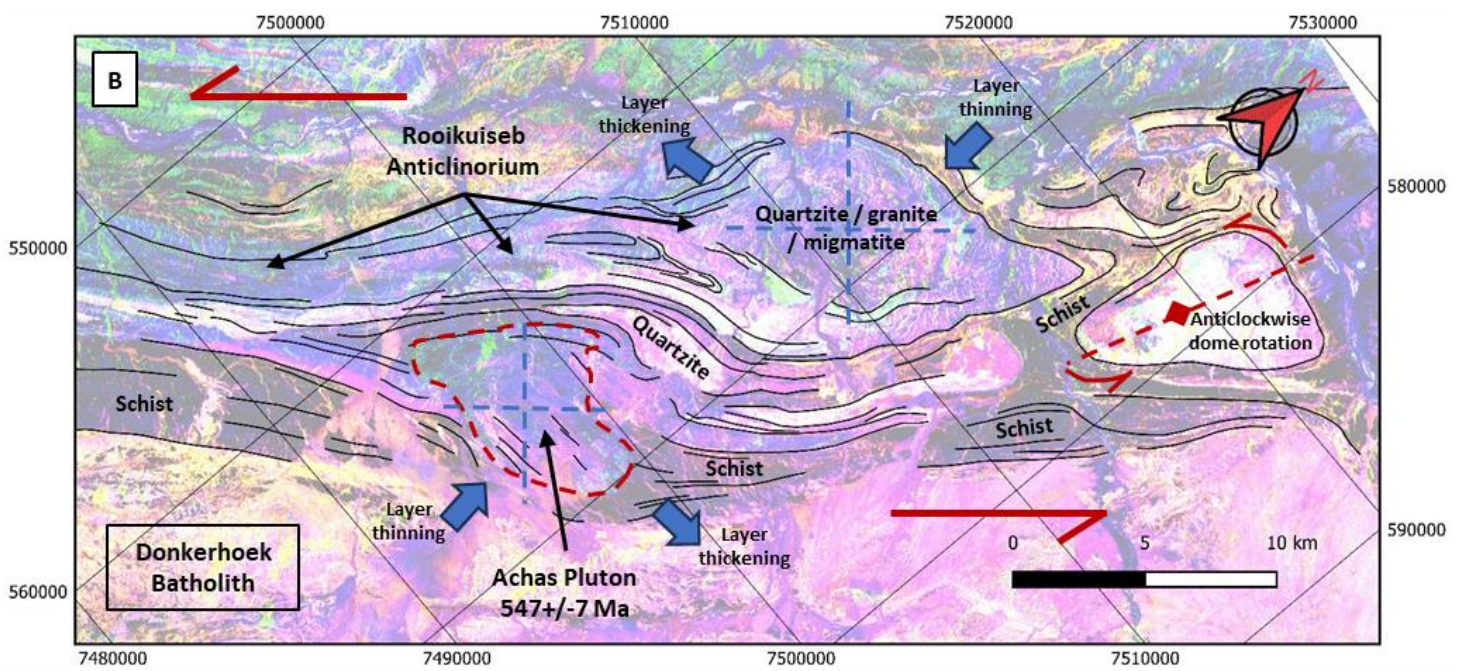 7500000
7510000
7520000
7530000
B
N
Layer
thickening
Layer
thinning
Rooikuiseb
Anticlinorium
580000
Quartzite / granite
/ migmatite
550000
Schist
Anticlockwise
dome rotation
Quartzite
Schist
Schist
Schist
Layer
thinning
Layer
thickening
590000
0 5 10 km
Donkerhoek
Batholith
Achas Pluton
547+/-7 Ma
560000
7480000
7490000
7500000
7510000